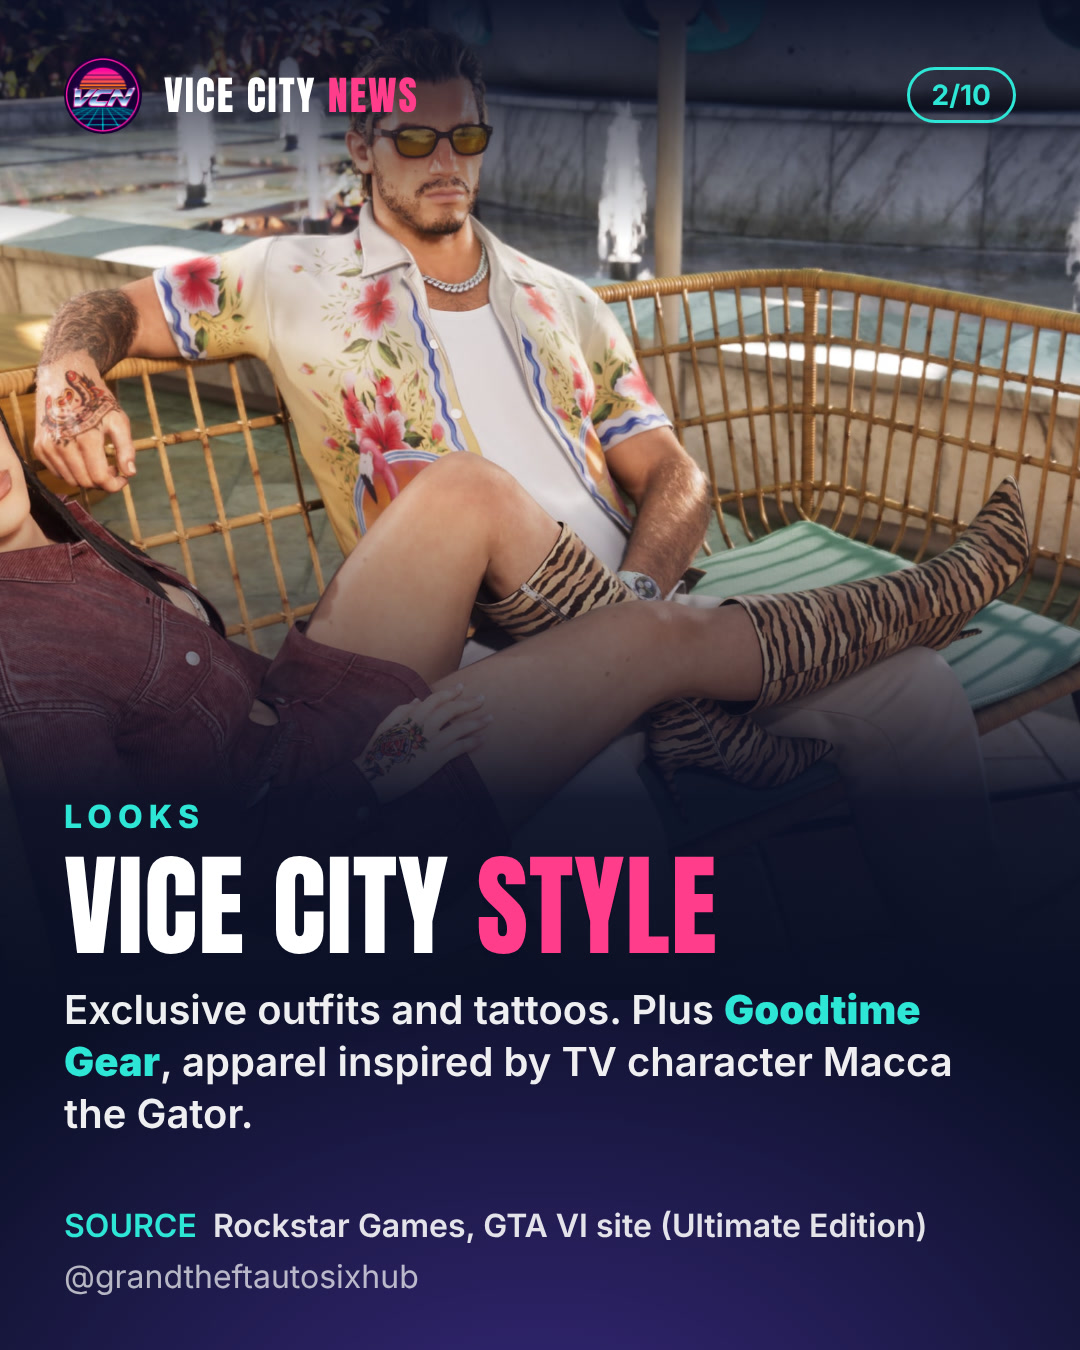 VCN
VICE CITY NEWS
2/10
LOOKS
VICE CITY STYLE
Exclusive outfits and tattoos. Plus Goodtime
Gear, apparel inspired by TV character Macca
the Gator.
SOURCE Rockstar Games, GTA VI site (Ultimate Edition)
@grandtheftautosixhub